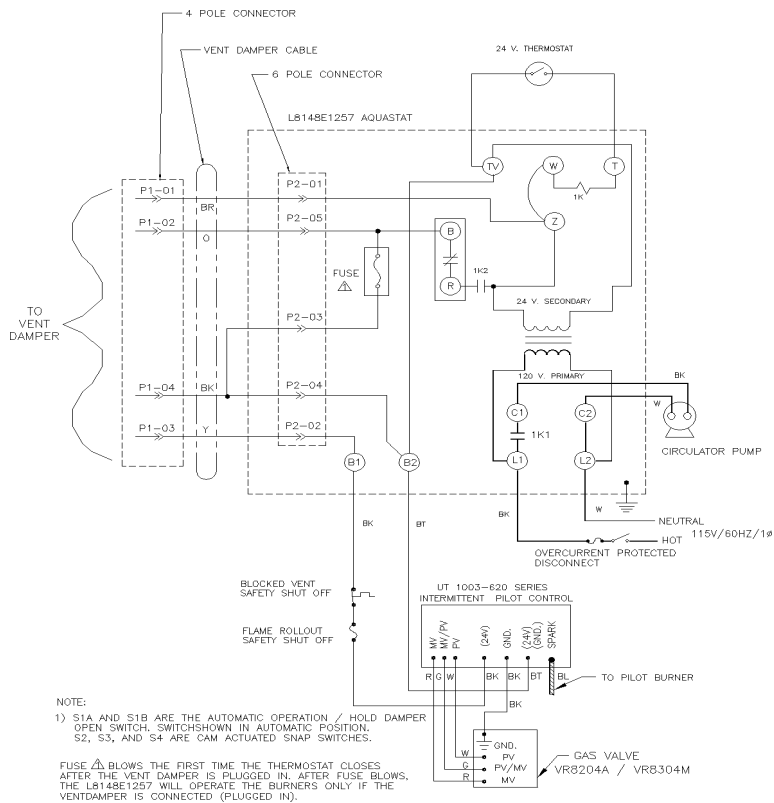 4 POLE CONNECTOR
VENT DAMPER CABLE
6 POLE CONNECTOR
24 V. THERMOSTAT
L8148E1257 AQUASTAT
TV
W
T
1K
P1-01
P2-01
BR
P1-02
P2-05
O
B
Z
FUSE
1K2
R
24 V. SECONDARY
TO
VENT
DAMPER
P2-03
120 V. PRIMARY
BK
P1-04
BK
P2-04
W
C1
C2
P1-03
Y
P2-02
1K1
CIRCULATOR PUMP
B1
B2
L1
L2
BK
BT
BK
W
NEUTRAL
HOT
115V/60HZ/1ø
OVERCURRENT PROTECTED
DISCONNECT
BLOCKED VENT
SAFETY SHUT OFF
UT 1003-620 SERIES
INTERMITTENT PILOT CONTROL
FLAME ROLLOUT
SAFETY SHUT OFF
MV
MV/PV
PV
(24V)
GND.
(24V)
(GND.)
SPARK
R G W
BK
BK
BT
BL
TO PILOT BURNER
BK
NOTE:
1) S1A AND S1B ARE THE AUTOMATIC OPERATION / HOLD DAMPER
OPEN SWITCH. SWITCHSHOWN IN AUTOMATIC POSITION.
S2, S3, AND S4 ARE CAM ACTUATED SNAP SWITCHES.
GND.
W
PV
G
PV/MV
R
MV
GAS VALVE
VR8204A / VR8304M
FUSE ⚠ BLOWS THE FIRST TIME THE THERMOSTAT CLOSES
AFTER THE VENT DAMPER IS PLUGGED IN. AFTER FUSE BLOWS,
THE L8148E1257 WILL OPERATE THE BURNERS ONLY IF THE
VENTDAMPER IS CONNECTED (PLUGGED IN).